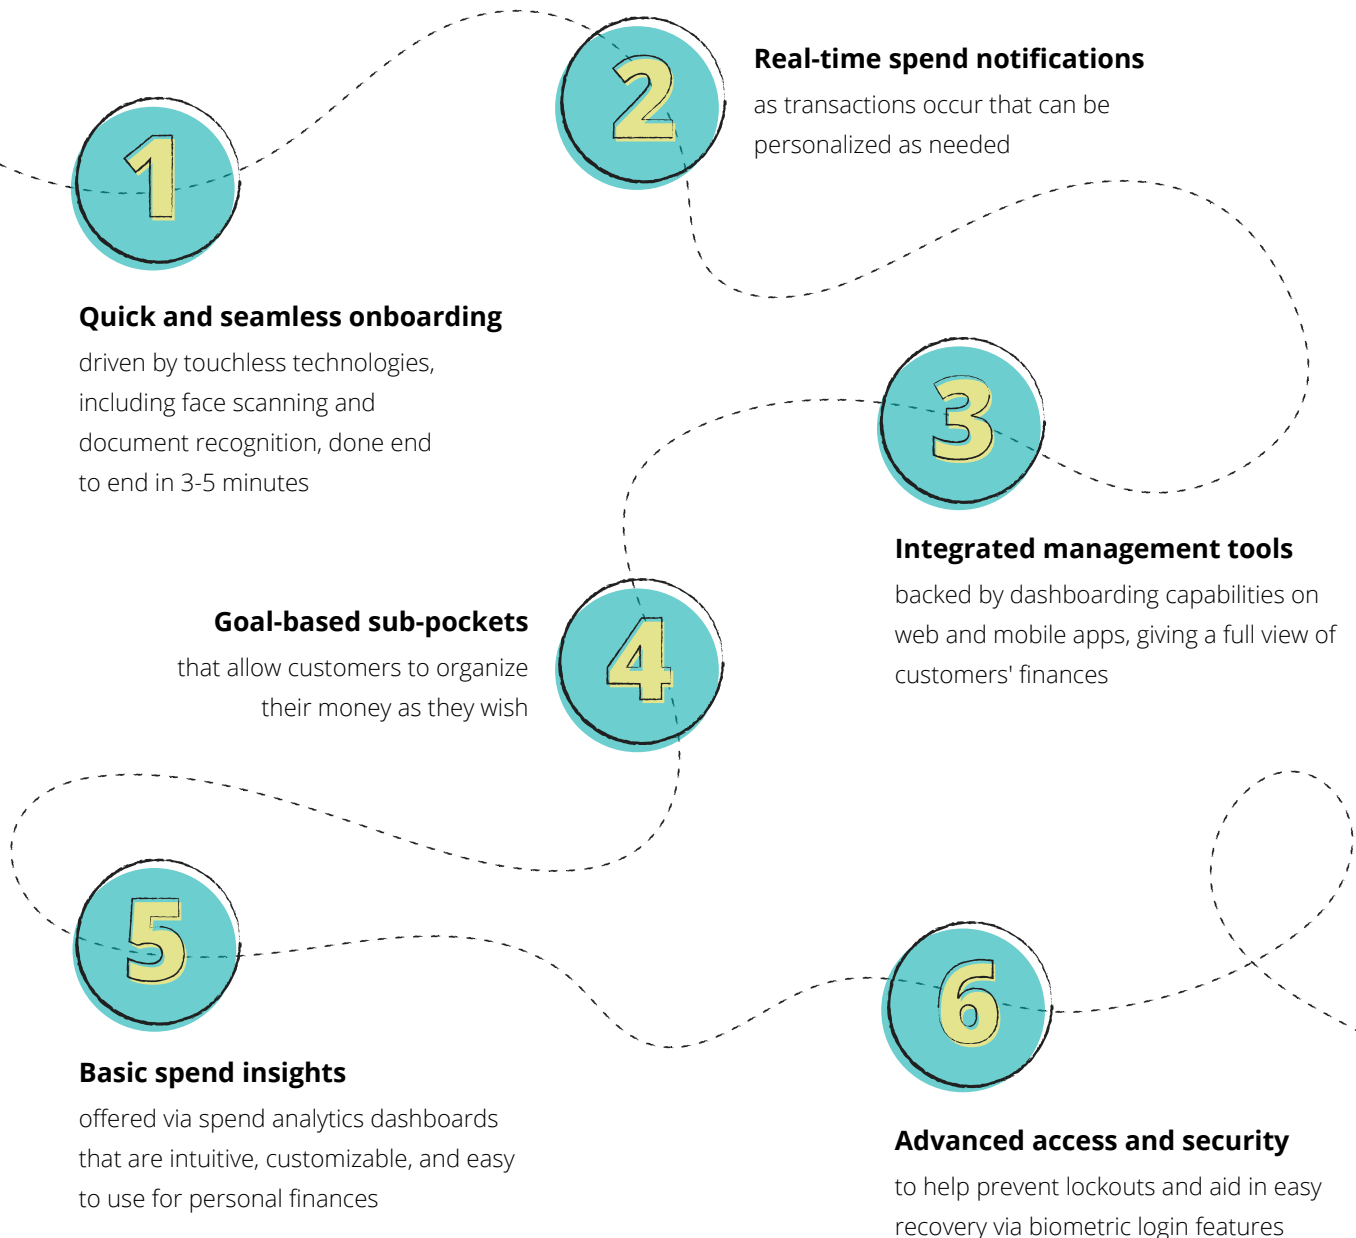 1
Quick and seamless onboarding
driven by touchless technologies,
including face scanning and
document recognition, done end
to end in 3-5 minutes
2
Real-time spend notifications
as transactions occur that can be
personalized as needed
3
Integrated management tools
backed by dashboarding capabilities on
web and mobile apps, giving a full view of
customers' finances
4
Goal-based sub-pockets
that allow customers to organize
their money as they wish
5
Basic spend insights
offered via spend analytics dashboards
that are intuitive, customizable, and easy
to use for personal finances
6
Advanced access and security
to help prevent lockouts and aid in easy
recovery via biometric login features